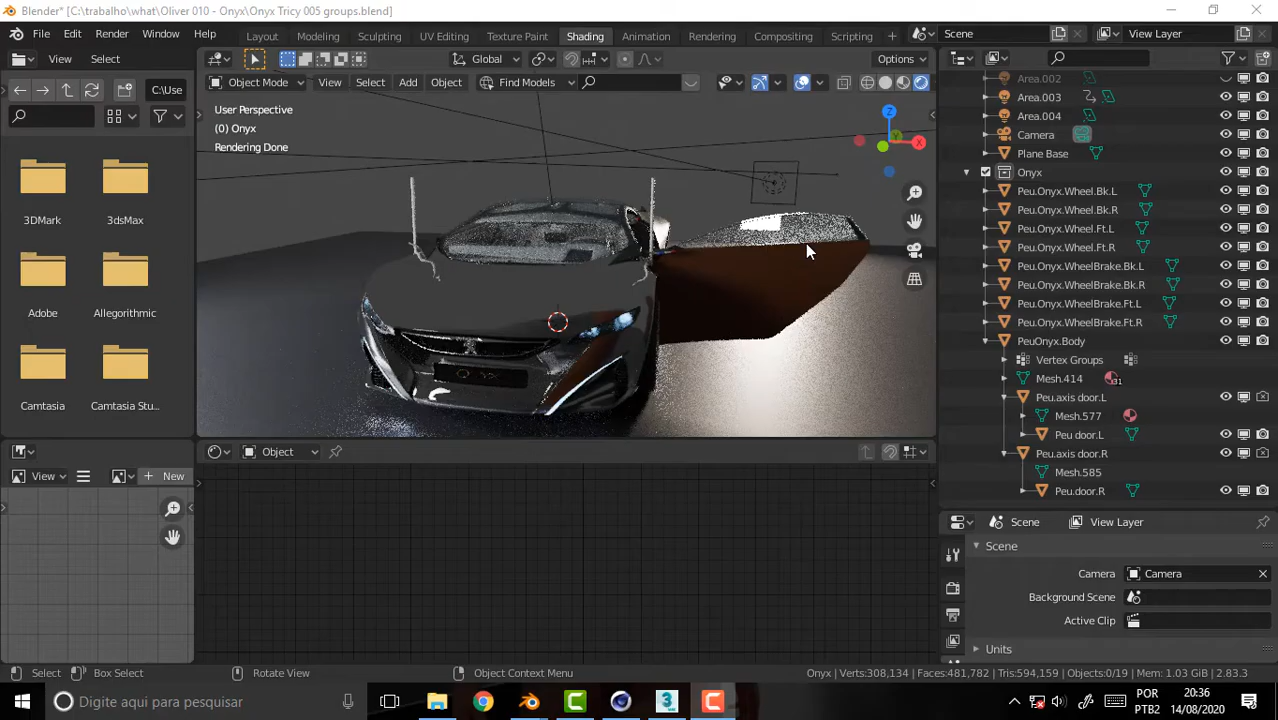 Blender* [C:\trabalho\what\Oliver 010 - Onyx\Onyx Tricy 005 groups.blend]
File Edit Render Window Help Layout Modeling Sculpting UV Editing Texture Paint Shading Animation Rendering Compositing Scripting Scene View Layer
View Select Global Options
C:\Use Object Mode View Select Add Object Find Models
User Perspective
(0) Onyx
Rendering Done
Z
Y
X
3DMark 3dsMax
Adobe Allegorithmic
Camtasia Camtasia Stu...
ONYX
Area.002
Area.003
Area.004
Camera
Plane Base
Onyx
Peu.Onyx.Wheel.Bk.L
Peu.Onyx.Wheel.Bk.R
Peu.Onyx.Wheel.Ft.L
Peu.Onyx.Wheel.Ft.R
Peu.Onyx.WheelBrake.Bk.L
Peu.Onyx.WheelBrake.Bk.R
Peu.Onyx.WheelBrake.Ft.L
Peu.Onyx.WheelBrake.Ft.R
PeuOnyx.Body
Vertex Groups
Mesh.414 31
Peu.axis door.L
Mesh.577
Peu door.L
Peu.axis door.R
Mesh.585
Peu.door.R
Object
View New
Scene View Layer
Scene
Camera Camera
Background Scene
Active Clip
Units
Select Box Select Rotate View Object Context Menu Onyx | Verts:308,134 | Faces:481,782 | Tris:594,159 | Objects:0/19 | Mem: 1.03 GiB | 2.83.3
Digite aqui para pesquisar
POR
PTB2
20:36
14/08/2020